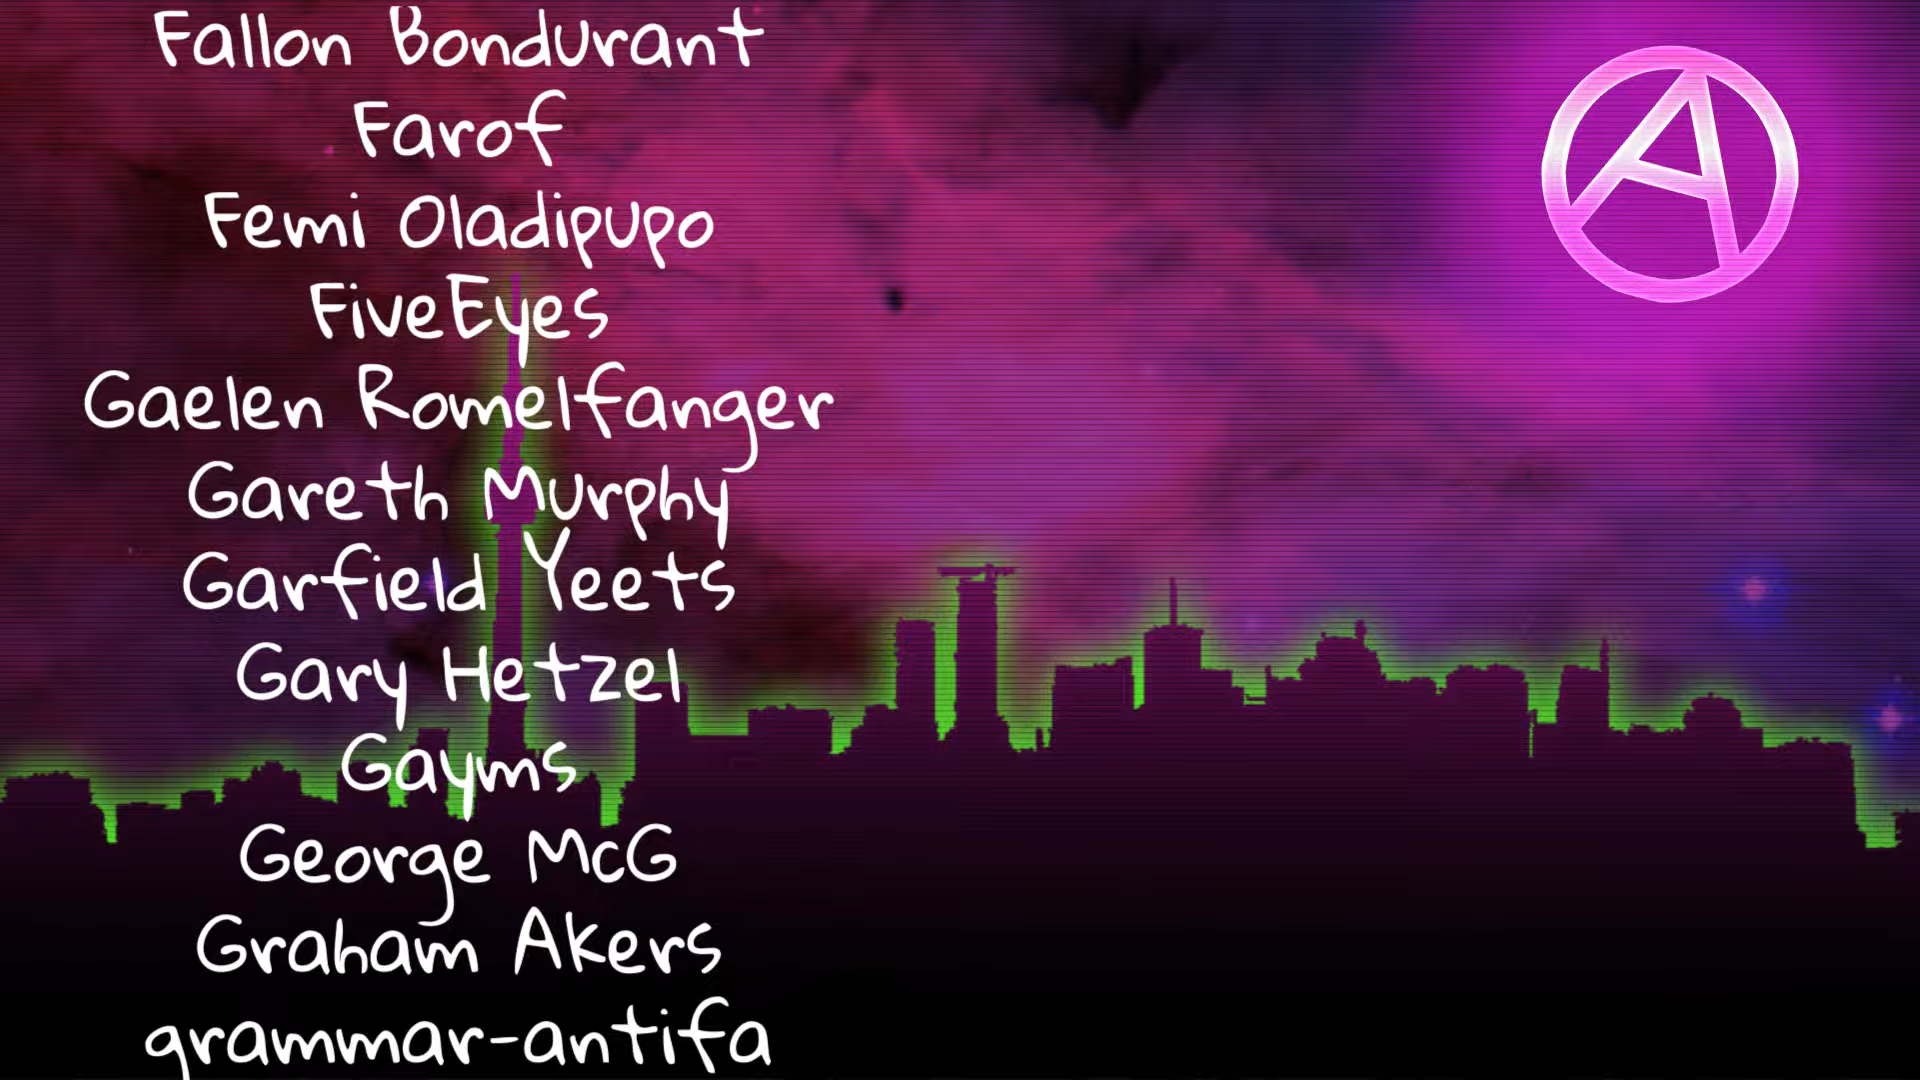 Fallon Bondurant
Farof
Femi Oladipupo
FiveEyes
Gaelen Romelfanger
Gareth Murphy
Garfield Yeets
Gary Hetzel
Gayms
George McG
Graham Akers
grammar-antifa